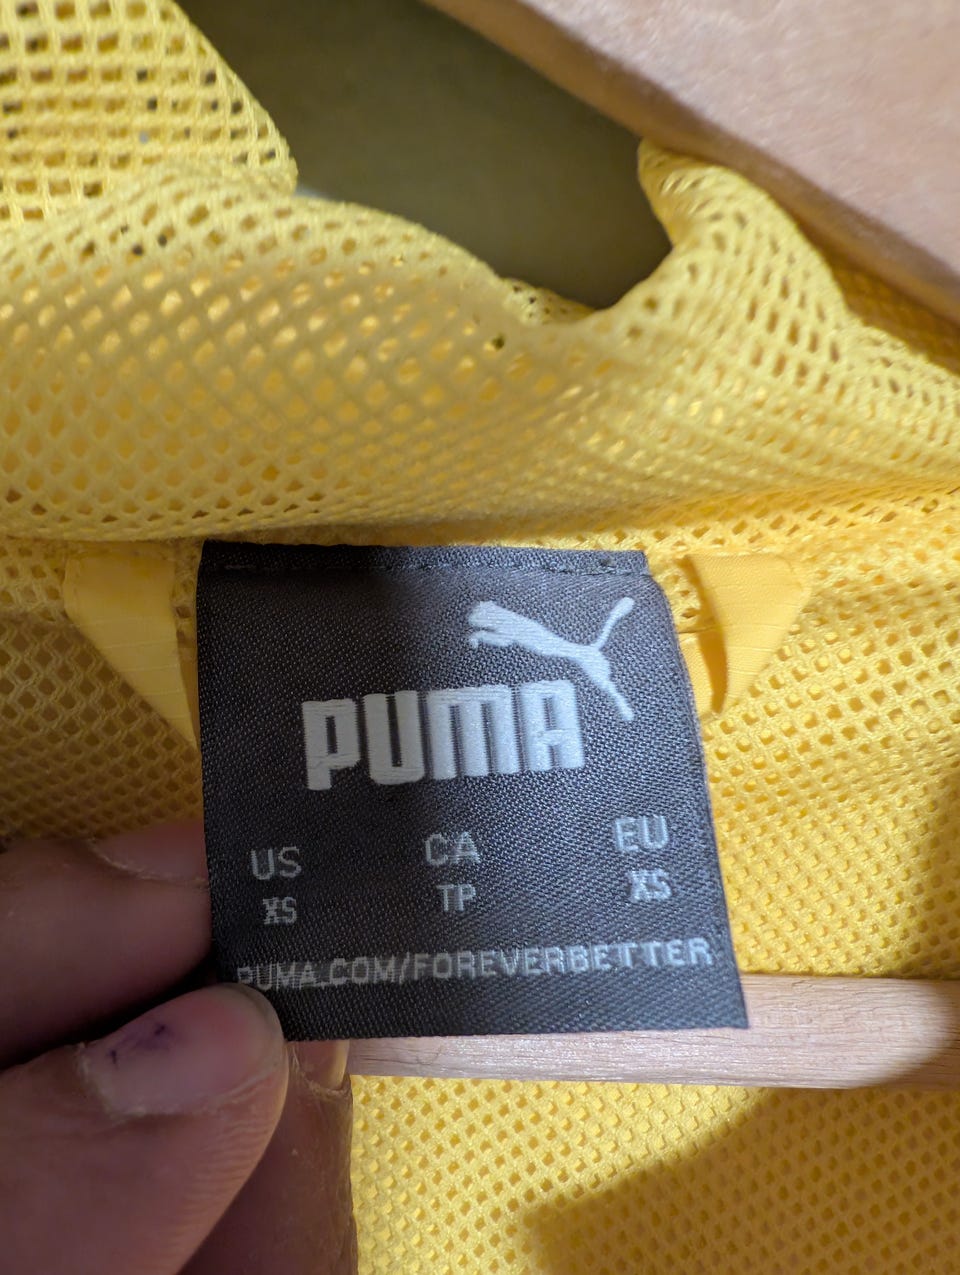 PUMA
US CA EU
XS TP XS
PUMA.COM/FOREVERBETTER